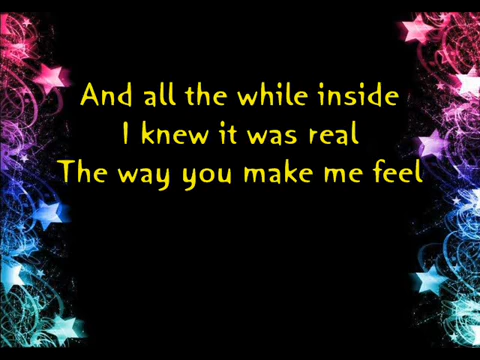 And all the while inside
I knew it was real
The way you make me feel